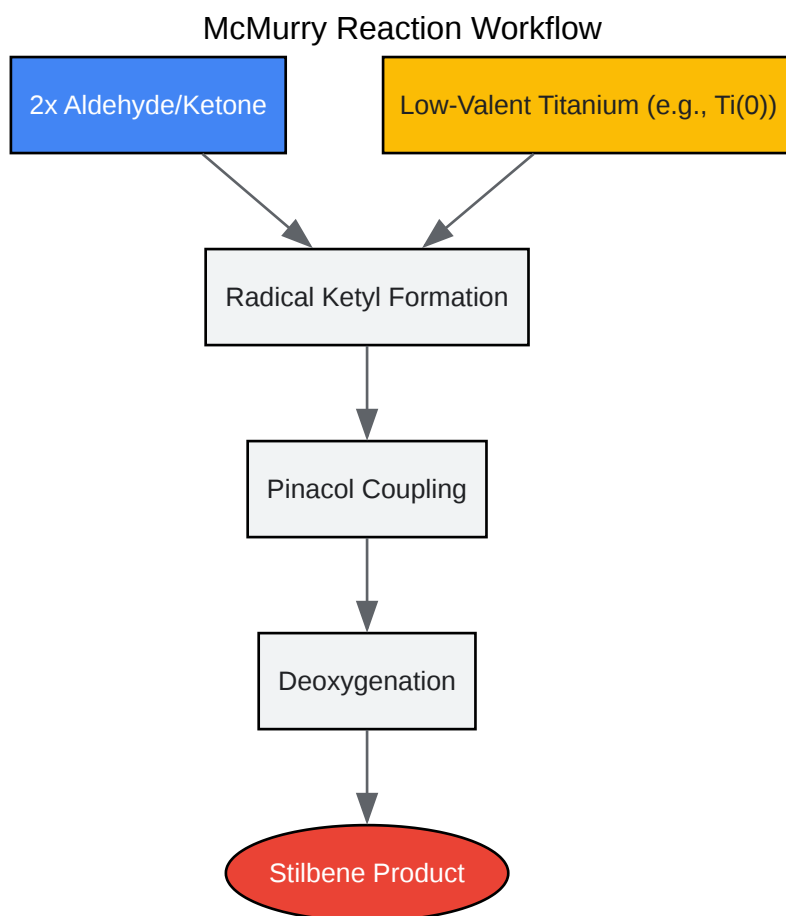 McMurry Reaction Workflow
2x Aldehyde/Ketone
Low-Valent Titanium (e.g., Ti(0))
Radical Ketyl Formation
Pinacol Coupling
Deoxygenation
Stilbene Product